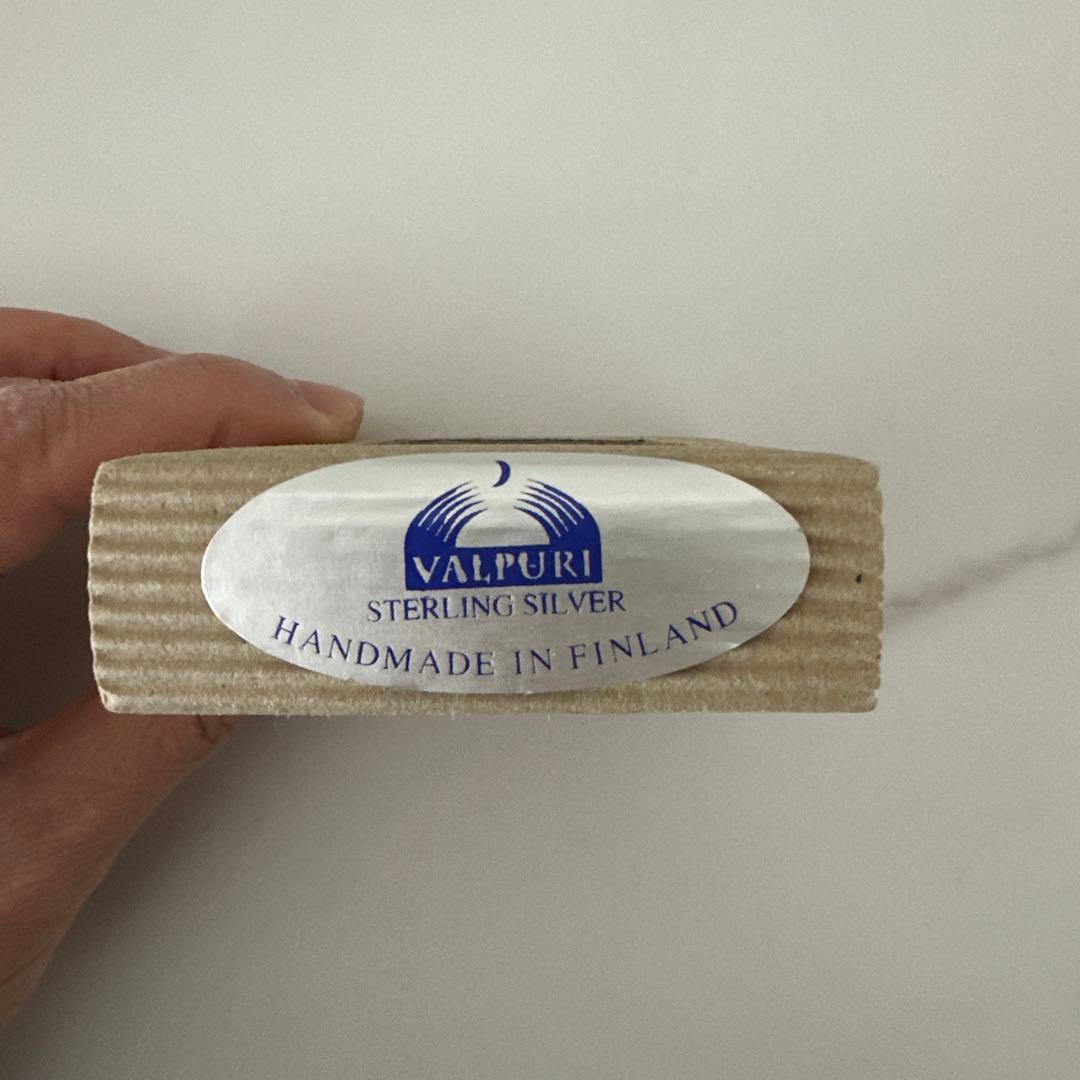 VALPURI
STERLING SILVER
HANDMADE IN FINLAND